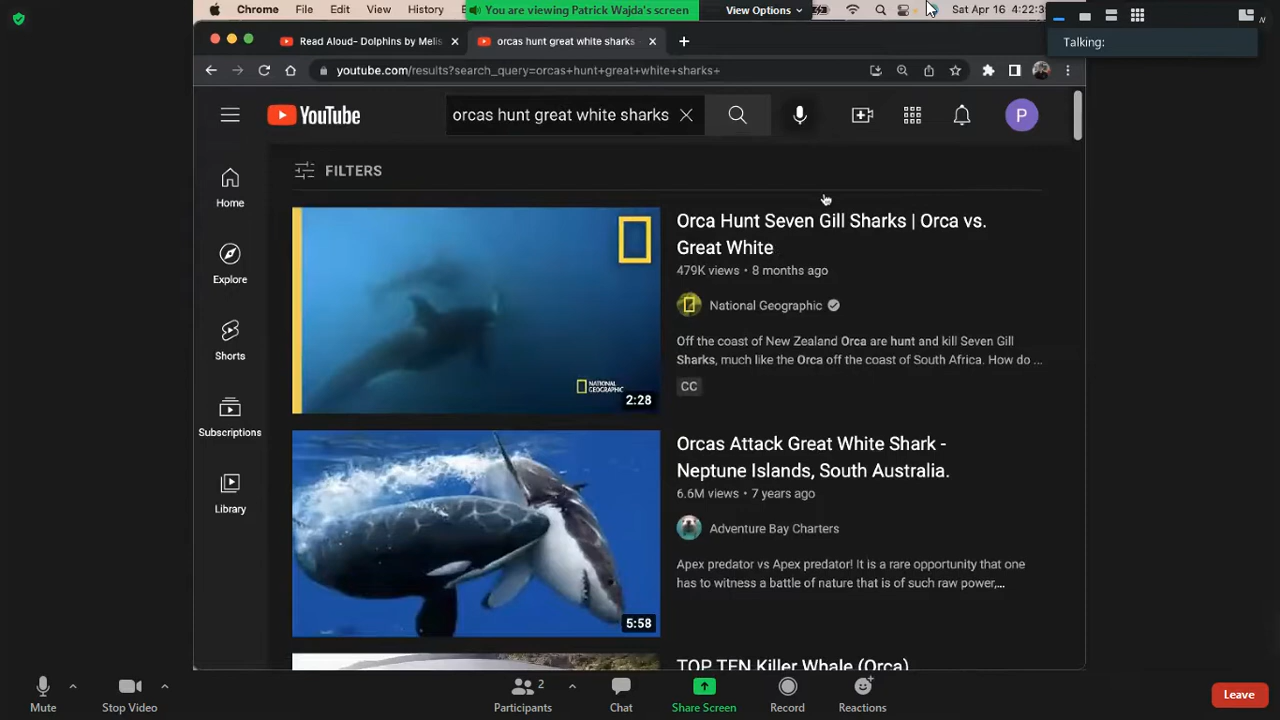 Chrome File Edit View History
You are viewing Patrick Wajda's screen
View Options
Sat Apr 16 4:22:3
Talking:
Read Aloud– Dolphins by Melis
orcas hunt great white sharks
youtube.com/results?search_query=orcas+hunt+great+white+sharks+
YouTube
orcas hunt great white sharks
P
FILTERS
Home
Explore
Shorts
Subscriptions
Library
Orca Hunt Seven Gill Sharks | Orca vs.
Great White
479K views • 8 months ago
National Geographic
Off the coast of New Zealand Orca are hunt and kill Seven Gill
Sharks, much like the Orca off the coast of South Africa. How do ...
CC
NATIONAL
GEOGRAPHIC
2:28
Orcas Attack Great White Shark -
Neptune Islands, South Australia.
6.6M views • 7 years ago
Adventure Bay Charters
Apex predator vs Apex predator! It is a rare opportunity that one
has to witness a battle of nature that is of such raw power,...
5:58
TOP TEN Killer Whale (Orca)
Mute
Stop Video
2
Participants
Chat
Share Screen
Record
Reactions
Leave